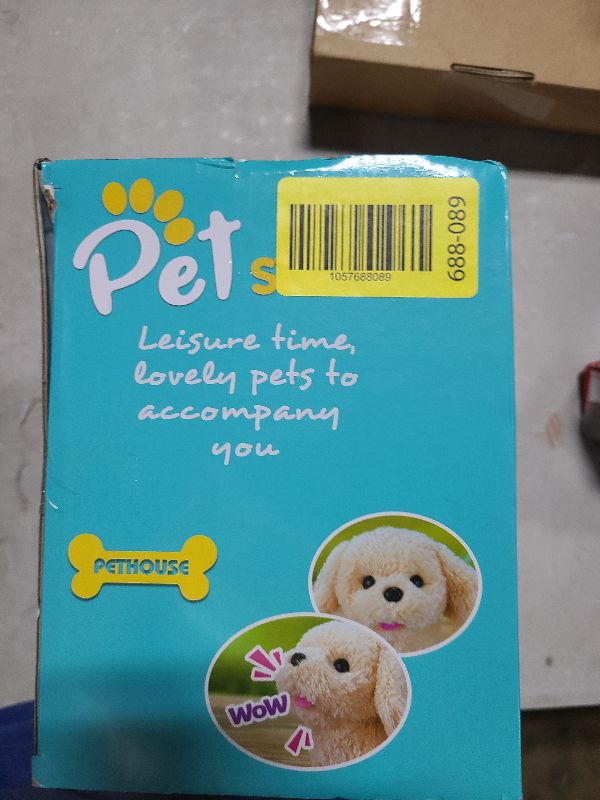 Pet s
1057688089
688-089
Leisure time,
lovely pets to
accompany
you
PETHOUSE
WoW